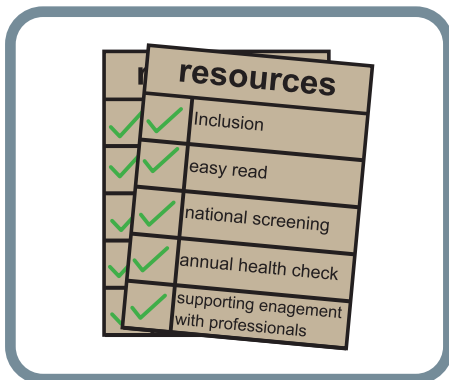 resources
Inclusion
easy read
national screening
annual health check
supporting enagement
with professionals